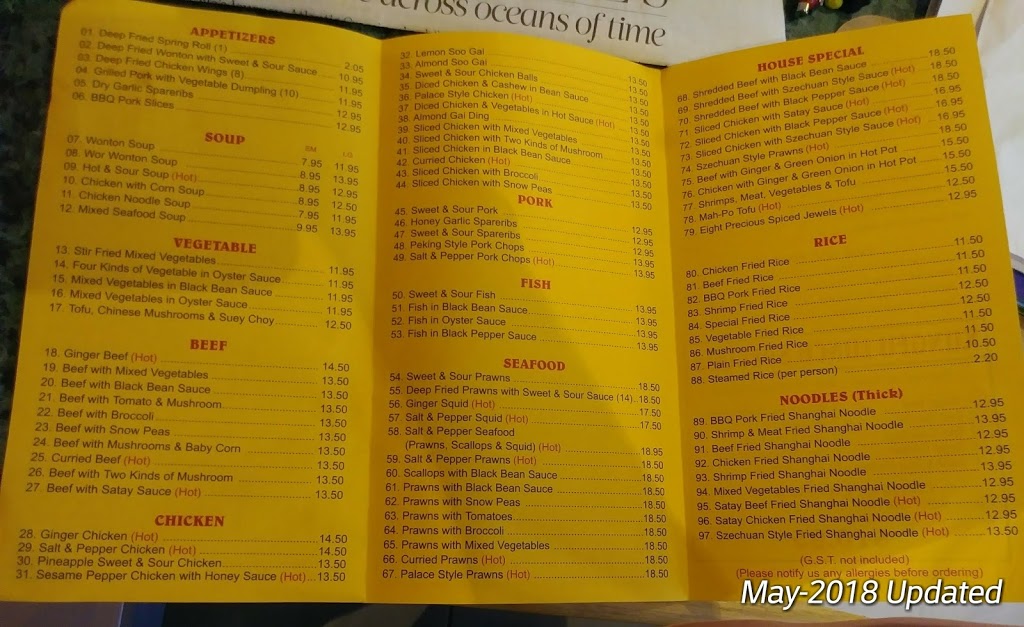 across oceans of time
APPETIZERS
01. Deep Fried Spring Roll (1) 2.05
02. Deep Fried Wonton with Sweet & Sour Sauce 10.95
03. Deep Fried Chicken Wings (8) 11.95
04. Grilled Pork with Vegetable Dumpling (10) 11.95
05. Dry Garlic Spareribs 12.95
06. BBQ Pork Slices 12.95
SOUP
SM LG
07. Wonton Soup 7.95 11.95
08. Wor Wonton Soup 8.95 13.95
09. Hot & Sour Soup (Hot) 8.95 12.95
10. Chicken with Corn Soup 8.95 12.50
11. Chicken Noodle Soup 7.95 11.95
12. Mixed Seafood Soup 9.95 13.95
VEGETABLE
13. Stir Fried Mixed Vegetables 11.95
14. Four Kinds of Vegetable in Oyster Sauce 11.95
15. Mixed Vegetables in Black Bean Sauce 11.95
16. Mixed Vegetables in Oyster Sauce 11.95
17. Tofu, Chinese Mushrooms & Suey Choy 12.50
BEEF
18. Ginger Beef (Hot) 14.50
19. Beef with Mixed Vegetables 13.50
20. Beef with Black Bean Sauce 13.50
21. Beef with Tomato & Mushroom 13.50
22. Beef with Broccoli 13.50
23. Beef with Snow Peas 13.50
24. Beef with Mushrooms & Baby Corn 13.50
25. Curried Beef (Hot) 13.50
26. Beef with Two Kinds of Mushroom 13.50
27. Beef with Satay Sauce (Hot) 13.50
CHICKEN
28. Ginger Chicken (Hot) 14.50
29. Salt & Pepper Chicken (Hot) 14.50
30. Pineapple Sweet & Sour Chicken 13.50
31. Sesame Pepper Chicken with Honey Sauce (Hot) 13.50
32. Lemon Soo Gai 13.50
33. Almond Soo Gai 13.50
34. Sweet & Sour Chicken Balls 13.50
35. Diced Chicken & Cashew in Bean Sauce 13.50
36. Palace Style Chicken (Hot) 13.50
37. Diced Chicken & Vegetables in Hot Sauce (Hot) 13.50
38. Almond Gai Ding 13.50
39. Sliced Chicken with Mixed Vegetables 13.50
40. Sliced Chicken with Two Kinds of Mushroom 13.50
41. Sliced Chicken in Black Bean Sauce 13.50
42. Curried Chicken (Hot) 13.50
43. Sliced Chicken with Broccoli 13.50
44. Sliced Chicken with Snow Peas 13.50
PORK
45. Sweet & Sour Pork 12.95
46. Honey Garlic Spareribs 12.95
47. Sweet & Sour Spareribs 12.95
48. Peking Style Pork Chops 13.95
49. Salt & Pepper Pork Chops (Hot) 13.95
FISH
50. Sweet & Sour Fish 13.95
51. Fish in Black Bean Sauce 13.95
52. Fish in Oyster Sauce 13.95
53. Fish in Black Pepper Sauce 13.95
SEAFOOD
54. Sweet & Sour Prawns 18.50
55. Deep Fried Prawns with Sweet & Sour Sauce (14) 18.50
56. Ginger Squid (Hot) 17.50
57. Salt & Pepper Squid (Hot) 17.50
58. Salt & Pepper Seafood
(Prawns, Scallops & Squid) (Hot) 18.95
59. Salt & Pepper Prawns (Hot) 18.50
60. Scallops with Black Bean Sauce 18.50
61. Prawns with Black Bean Sauce 18.50
62. Prawns with Snow Peas 18.50
63. Prawns with Tomatoes 18.50
64. Prawns with Broccoli 18.50
65. Prawns with Mixed Vegetables 18.50
66. Curried Prawns (Hot) 18.50
67. Palace Style Prawns (Hot) 18.50
HOUSE SPECIAL
68. Shredded Beef with Black Bean Sauce 18.50
69. Shredded Beef with Szechuan Style Sauce (Hot) 18.50
70. Shredded Beef with Black Pepper Sauce (Hot) 18.50
71. Sliced Chicken with Satay Sauce (Hot) 16.95
72. Sliced Chicken with Black Pepper Sauce (Hot) 16.95
73. Sliced Chicken with Szechuan Style Sauce (Hot) 16.95
74. Szechuan Style Prawns (Hot) 18.50
75. Beef with Ginger & Green Onion in Hot Pot 15.50
76. Chicken with Ginger & Green Onion in Hot Pot 15.50
77. Shrimps, Meat, Vegetables & Tofu 15.50
78. Mah-Po Tofu (Hot) 12.50
79. Eight Precious Spiced Jewels (Hot) 12.95
RICE
80. Chicken Fried Rice 11.50
81. Beef Fried Rice 11.50
82. BBQ Pork Fried Rice 11.50
83. Shrimp Fried Rice 12.50
84. Special Fried Rice 12.50
85. Vegetable Fried Rice 11.50
86. Mushroom Fried Rice 11.50
87. Plain Fried Rice 10.50
88. Steamed Rice (per person) 2.20
NOODLES (Thick)
89. BBQ Pork Fried Shanghai Noodle 12.95
90. Shrimp & Meat Fried Shanghai Noodle 13.95
91. Beef Fried Shanghai Noodle 12.95
92. Chicken Fried Shanghai Noodle 12.95
93. Shrimp Fried Shanghai Noodle 13.95
94. Mixed Vegetables Fried Shanghai Noodle 12.95
95. Satay Beef Fried Shanghai Noodle (Hot) 12.95
96. Satay Chicken Fried Shanghai Noodle (Hot) 12.95
97. Szechuan Style Fried Shanghai Noodle (Hot) 13.50
(G.S.T. not included)
(Please notify us any allergies before ordering)
May-2018 Updated